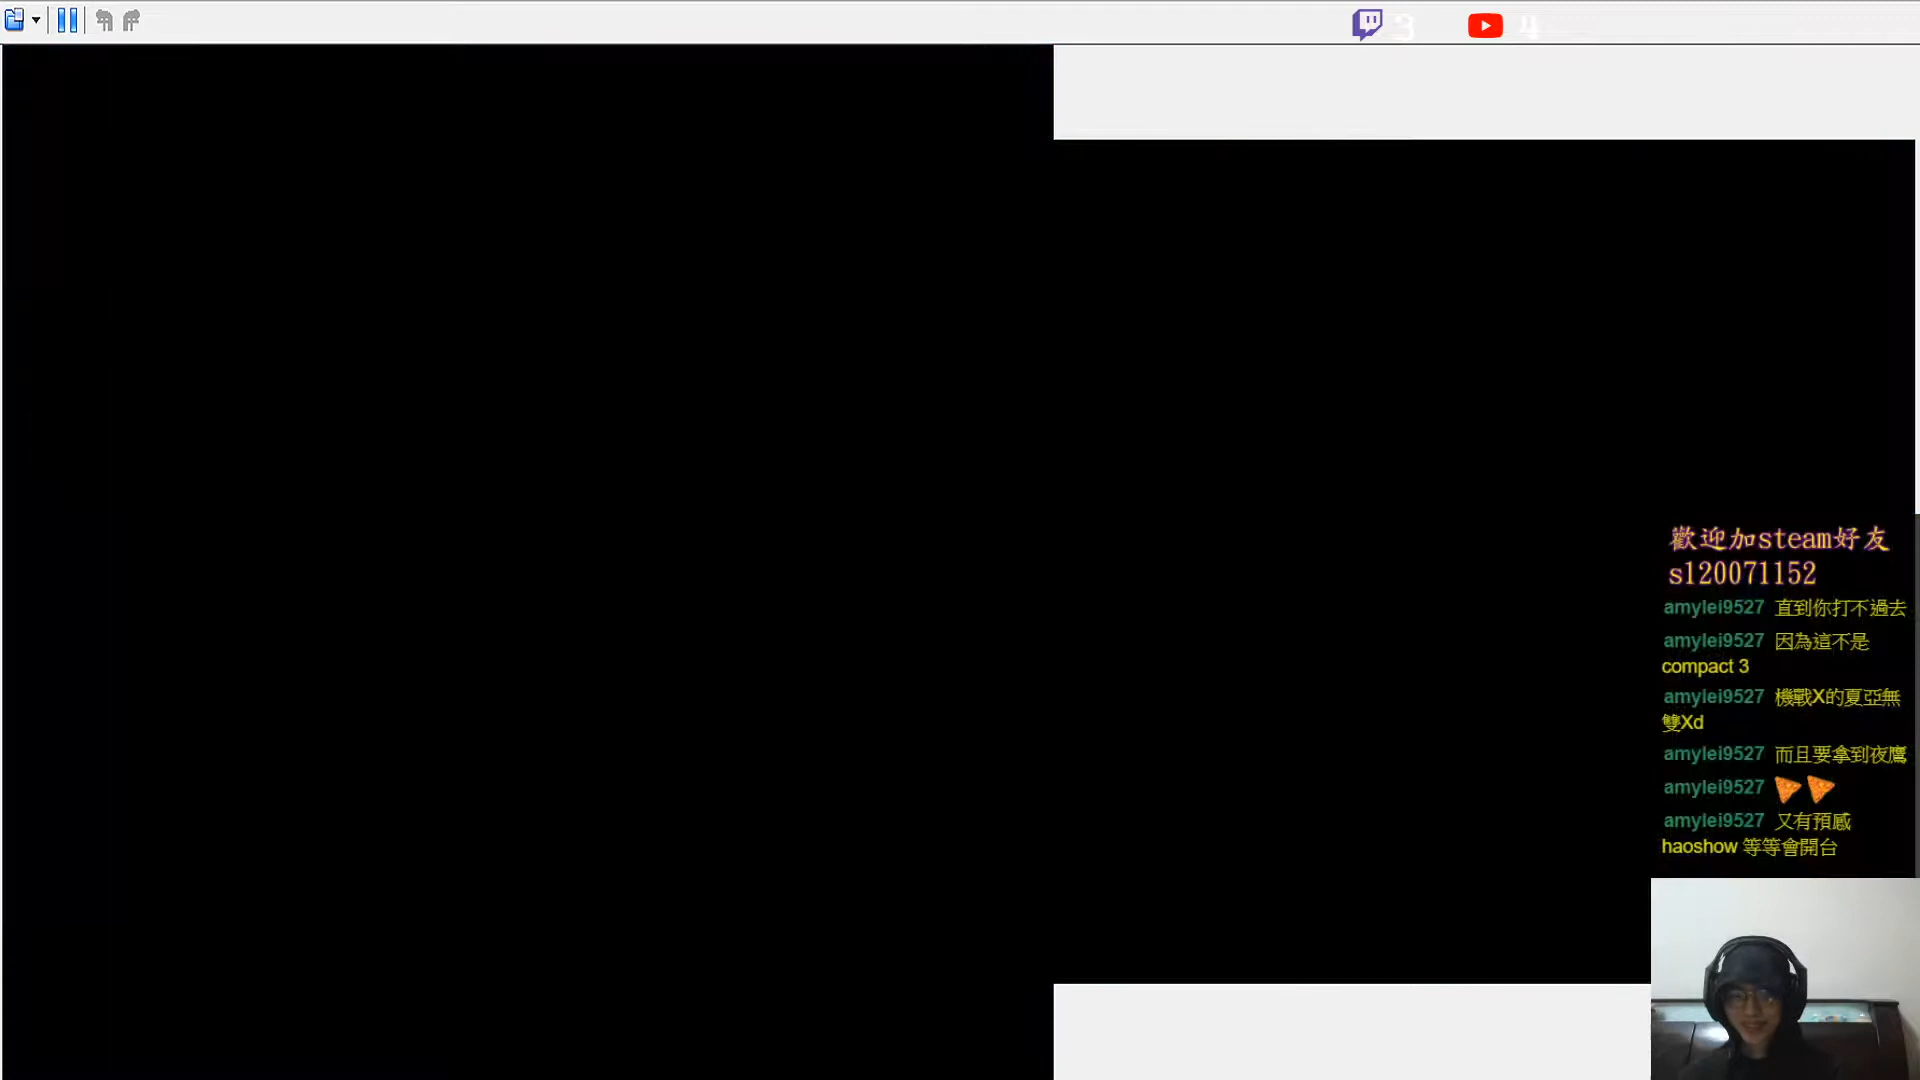 3 4
歡迎加steam好友
s120071152
amylei9527 直到你打不過去
amylei9527 因為這不是
compact 3
amylei9527 機戰X的夏亞無
雙Xd
amylei9527 而且要拿到夜鷹
amylei9527
amylei9527 又有預感
haoshow 等等會開台